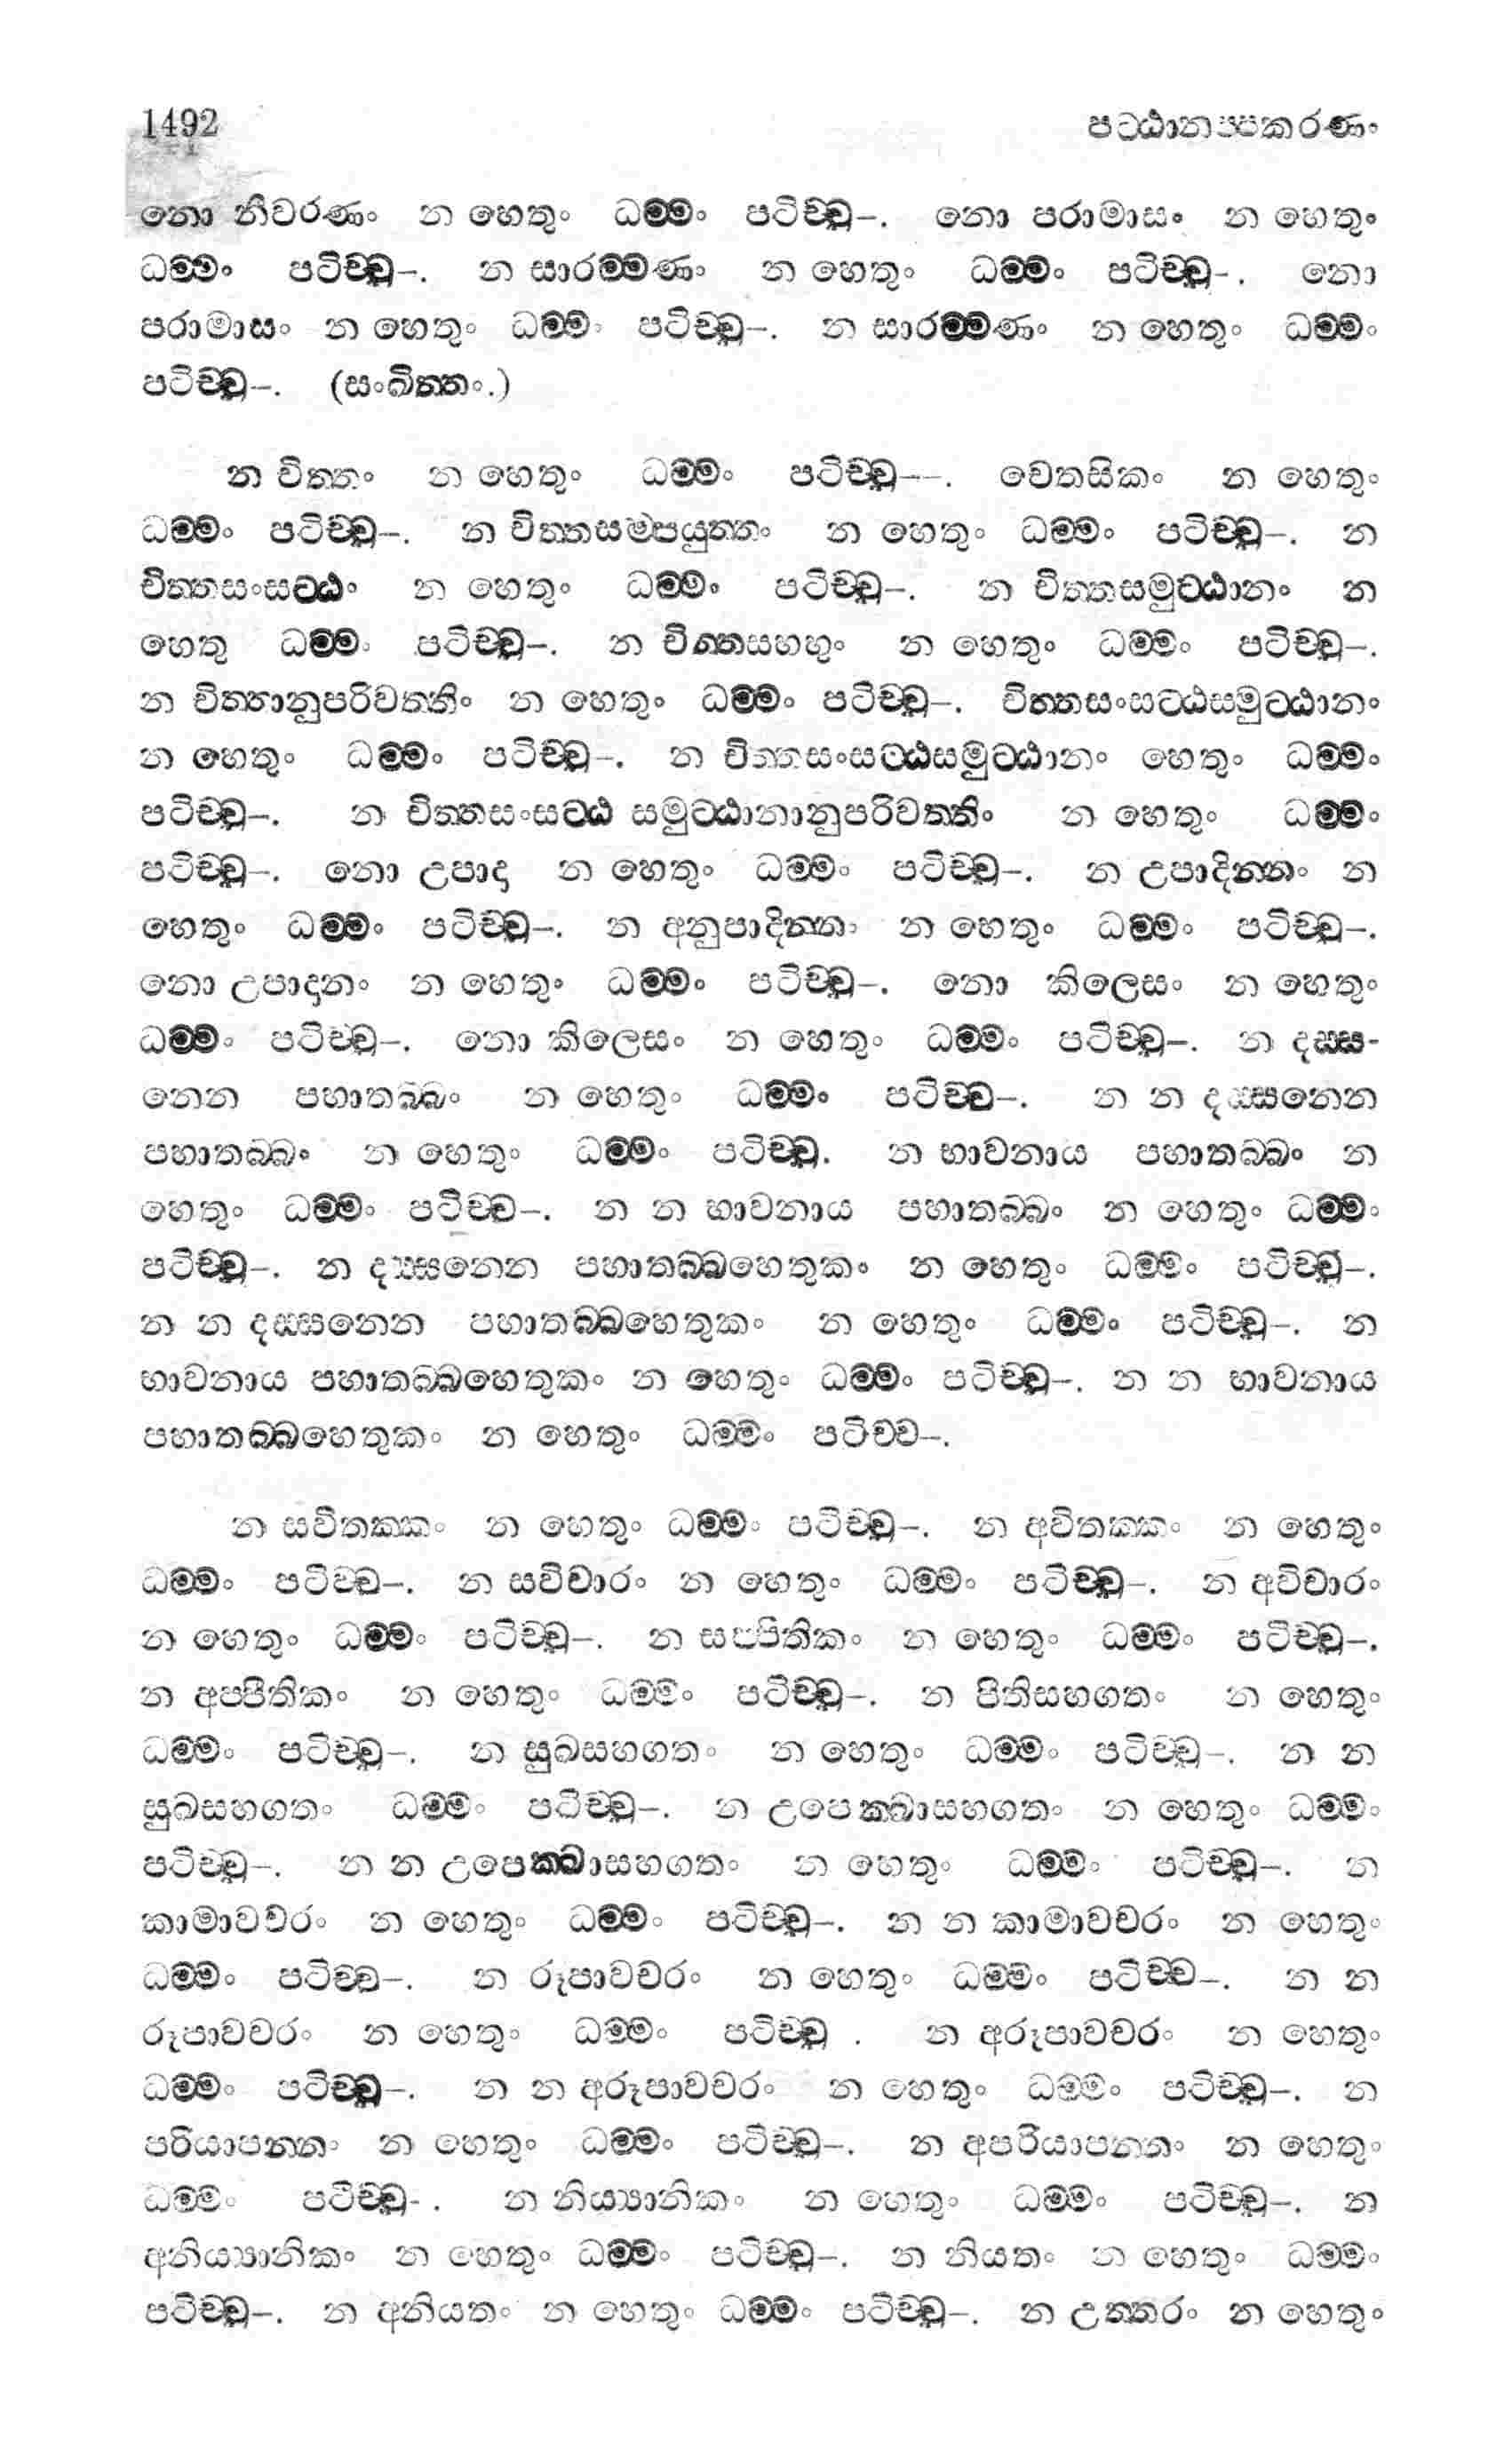 1492 පට්ඨානප්පකරණං
නො නීවරණං න හෙතුං ධම්මං පටිච්ච–. නො පරාමාසං න හෙතුං
ධම්මං පටිච්ච–. න සාරම්මණං න හෙතුං ධම්මං පටිච්ච–. නො
පරාමාසං න හෙතුං ධම්මං පටිච්ච–. න සාරම්මණං න හෙතුං ධම්මං
පටිච්ච–. (සංඛිත්තං.)
න චිත්තං න හෙතුං ධම්මං පටිච්ච––. චෙතසිකං න හෙතුං
ධම්මං පටිච්ච–. න චිත්තසම්පයුත්තං න හෙතුං ධම්මං පටිච්ච–. න
චිත්තසංසට්ඨං න හෙතුං ධම්මං පටිච්ච–. න චිත්තසමුට්ඨානං න
හෙතු ධම්මං පටිච්ච–. න චිත්තසහභුං න හෙතුං ධම්මං පටිච්ච–.
න චිත්තානුපරිවත්තිං න හෙතුං ධම්මං පටිච්ච–. චිත්තසංසට්ඨසමුට්ඨානං
න හෙතුං ධම්මං පටිච්ච–. න චිත්තසංසට්ඨසමුට්ඨානං හෙතුං ධම්මං
පටිච්ච–. න චිත්තසංසට්ඨ සමුට්ඨානානුපරිවත්තිං න හෙතුං ධම්මං
පටිච්ච–. නො උපාදා න හෙතුං ධම්මං පටිච්ච–. න උපාදින්නං න
හෙතුං ධම්මං පටිච්ච–. න අනුපාදින්නං න හෙතුං ධම්මං පටිච්ච–.
නො උපාදානං න හෙතුං ධම්මං පටිච්ච–. නො කිලෙසං න හෙතුං
ධම්මං පටිච්ච–. නො කිලෙසං න හෙතුං ධම්මං පටිච්ච–. න දස්ස-
නෙන පහාතබ්බං න හෙතුං ධම්මං පටිච්ච–. න න දස්සනෙන
පහාතබ්බං න හෙතුං ධම්මං පටිච්ච. න භාවනාය පහාතබ්බං න
හෙතුං ධම්මං පටිච්ච–. න න භාවනාය පහාතබ්බං න හෙතුං ධම්මං
පටිච්ච–. න දස්සනෙන පහාතබ්බහෙතුකං න හෙතුං ධම්මං පටිච්ච–.
න න දස්සනෙන පහාතබ්බහෙතුකං න හෙතුං ධම්මං පටිච්ච–. න
භාවනාය පහාතබ්බහෙතුකං න හෙතුං ධම්මං පටිච්ච–. න න භාවනාය
පහාතබ්බහෙතුකං න හෙතුං ධම්මං පටිච්ච–.
න සවිතක්කං න හෙතුං ධම්මං පටිච්ච–. න අවිතක්කං න හෙතුං
ධම්මං පටිච්ච–. න සවිචාරං න හෙතුං ධම්මං පටිච්ච–. න අවිචාරං
න හෙතුං ධම්මං පටිච්ච–. න සප්පීතිකං න හෙතුං ධම්මං පටිච්ච–.
න අප්පීතිකං න හෙතුං ධම්මං පටිච්ච–. න පීතිසහගතං න හෙතුං
ධම්මං පටිච්ච–. න සුඛසහගතං න හෙතුං ධම්මං පටිච්ච–. න න
සුඛසහගතං ධම්මං පටිච්ච–. න උපෙක්ඛාසහගතං න හෙතුං ධම්මං
පටිච්ච–. න න උපෙක්ඛාසහගතං න හෙතුං ධම්මං පටිච්ච–. න
කාමාවචරං න හෙතුං ධම්මං පටිච්ච–. න න කාමාවචරං න හෙතුං
ධම්මං පටිච්ච–. න රූපාවචරං න හෙතුං ධම්මං පටිච්ච–. න න
රූපාවචරං න හෙතුං ධම්මං පටිච්ච . න අරූපාවචරං න හෙතුං
ධම්මං පටිච්ච–. න න අරූපාවචරං න හෙතුං ධම්මං පටිච්ච–. න
පරියාපන්නං න හෙතුං ධම්මං පටිච්ච–. න අපරියාපන්නං න හෙතුං
ධම්මං පටිච්ච–. න නිය්‍යානිකං න හෙතුං ධම්මං පටිච්ච–. න
අනිය්‍යානිකං න හෙතුං ධම්මං පටිච්ච–. න නියතං න හෙතුං ධම්මං
පටිච්ච–. න අනියතං න හෙතුං ධම්මං පටිච්ච–. න උත්තරං න හෙතුං